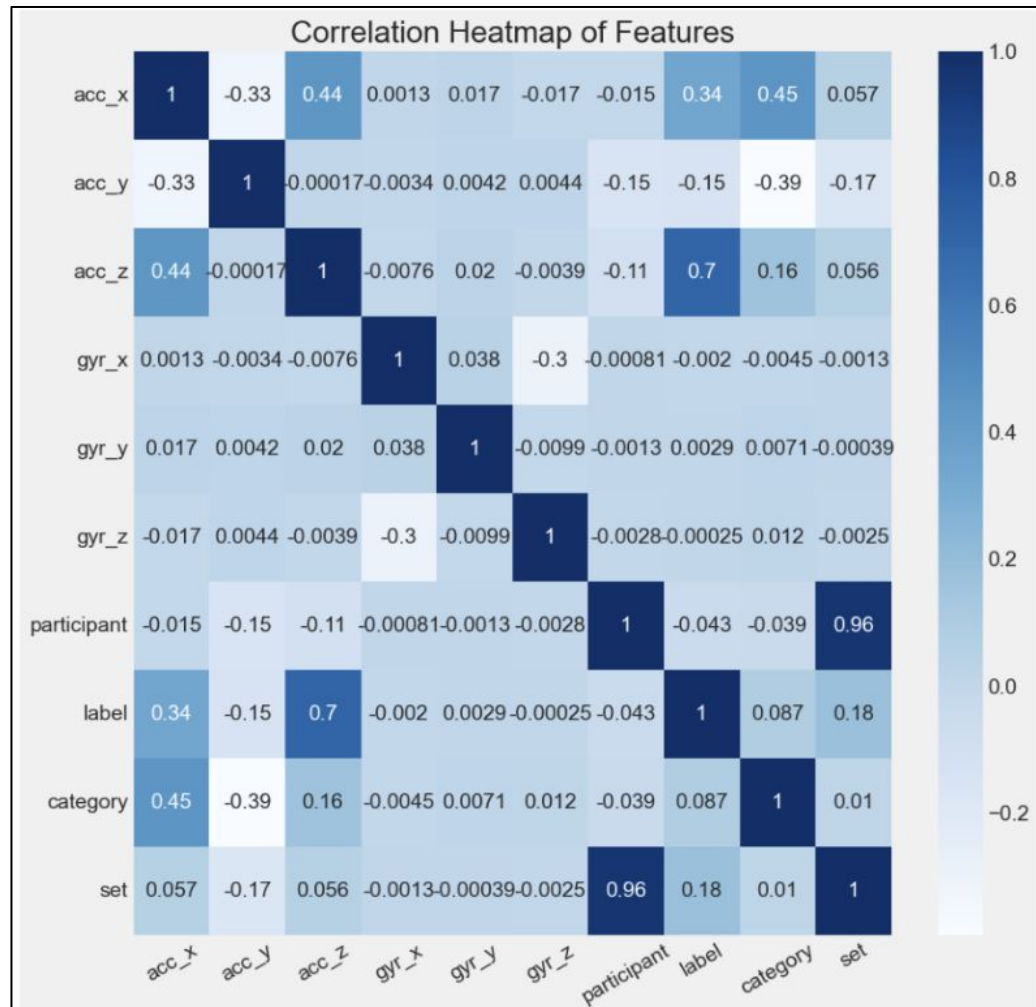 Correlation Heatmap of Features
acc_x 1 -0.33 0.44 0.0013 0.017 -0.017 -0.015 0.34 0.45 0.057
acc_y -0.33 1 -0.00017 -0.0034 0.0042 0.0044 -0.15 -0.15 -0.39 -0.17
acc_z 0.44 -0.00017 1 -0.0076 0.02 -0.0039 -0.11 0.7 0.16 0.056
gyr_x 0.0013 -0.0034 -0.0076 1 0.038 -0.3 -0.00081 -0.002 -0.0045 -0.0013
gyr_y 0.017 0.0042 0.02 0.038 1 -0.0099 -0.0013 0.0029 0.0071 -0.00039
gyr_z -0.017 0.0044 -0.0039 -0.3 -0.0099 1 -0.0028 -0.00025 0.012 -0.0025
participant -0.015 -0.15 -0.11 -0.00081 -0.0013 -0.0028 1 -0.043 -0.039 0.96
label 0.34 -0.15 0.7 -0.002 0.0029 -0.00025 -0.043 1 0.087 0.18
category 0.45 -0.39 0.16 -0.0045 0.0071 0.012 -0.039 0.087 1 0.01
set 0.057 -0.17 0.056 -0.0013 -0.00039 -0.0025 0.96 0.18 0.01 1
acc_x acc_y acc_z gyr_x gyr_y gyr_z participant label category set
1.0
0.8
0.6
0.4
0.2
0.0
−0.2